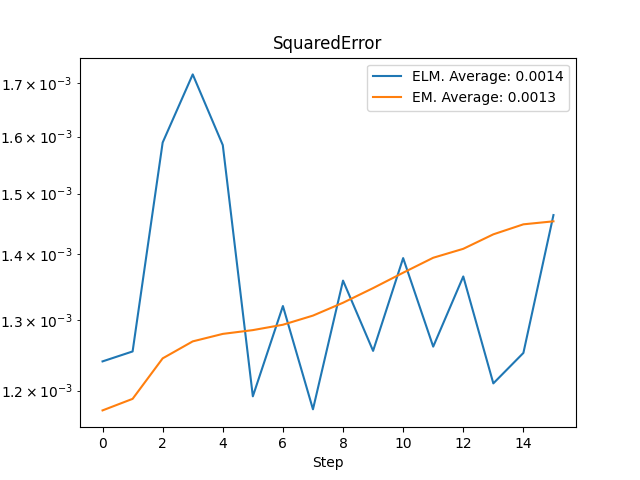 SquaredError
ELM. Average: 0.0014
EM. Average: 0.0013
1.7 × 10⁻³
1.6 × 10⁻³
1.5 × 10⁻³
1.4 × 10⁻³
1.3 × 10⁻³
1.2 × 10⁻³
0 2 4 6 8 10 12 14
Step